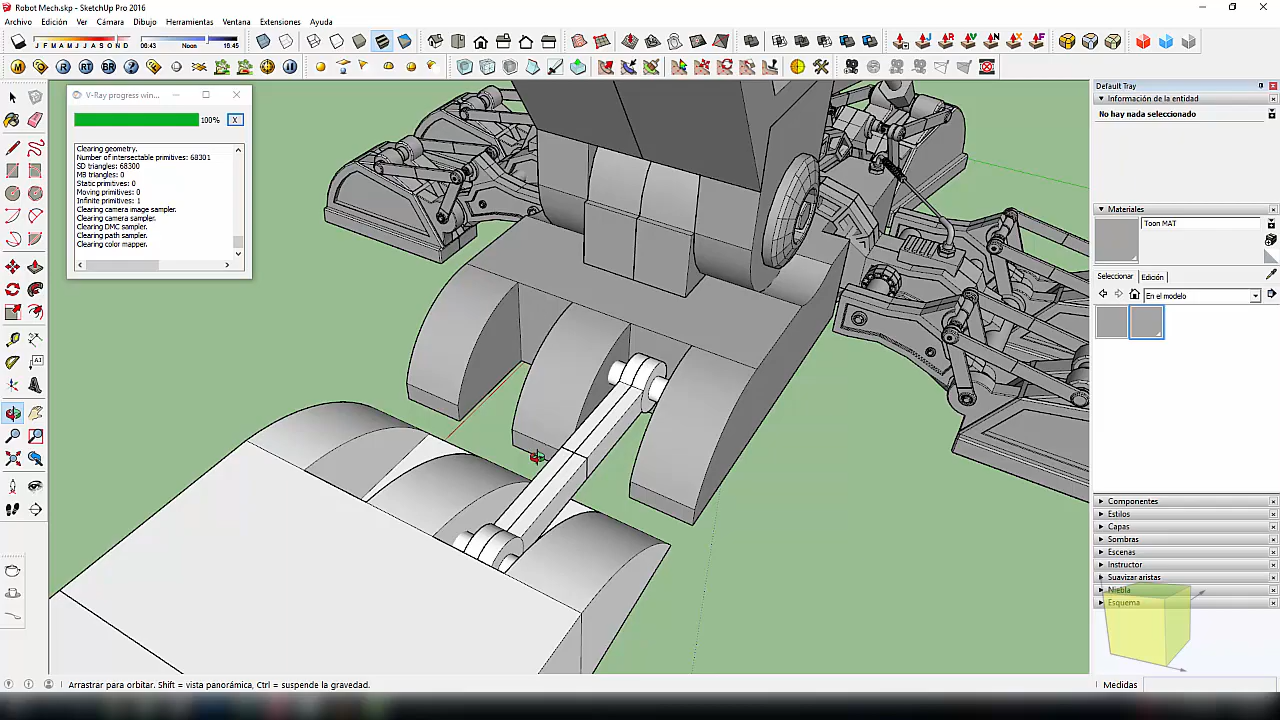 Robot Mech.skp - SketchUp Pro 2016
Archivo Edición Ver Cámara Dibujo Herramientas Ventana Extensiones Ayuda
J F M A M J J A S O N D 06:43 Noon 16:45
V-Ray progress win...
100% X
Clearing geometry.
Number of intersectable primitives: 68301
SD triangles: 68300
MB triangles: 0
Static primitives: 0
Moving primitives: 0
Infinite primitives: 1
Clearing camera image sampler.
Clearing camera sampler.
Clearing DMC sampler.
Clearing path sampler.
Clearing color mapper.
Default Tray
Información de la entidad
No hay nada seleccionado
Materiales
Toon MAT
Seleccionar Edición
En el modelo
Componentes
Estilos
Capas
Sombras
Escenas
Instructor
Suavizar aristas
Niebla
Esquema
Arrastrar para orbitar. Shift = vista panorámica, Ctrl = suspende la gravedad.
Medidas